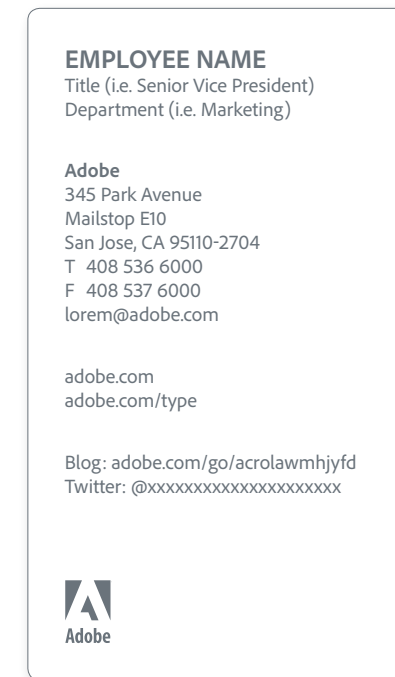 EMPLOYEE NAME
Title (i.e. Senior Vice President)
Department (i.e. Marketing)
Adobe
345 Park Avenue
Mailstop E10
San Jose, CA 95110-2704
T 408 536 6000
F 408 537 6000
lorem@adobe.com
adobe.com
adobe.com/type
Blog: adobe.com/go/acrolawmhjyfd
Twitter: @xxxxxxxxxxxxxxxxxxxxx
Adobe